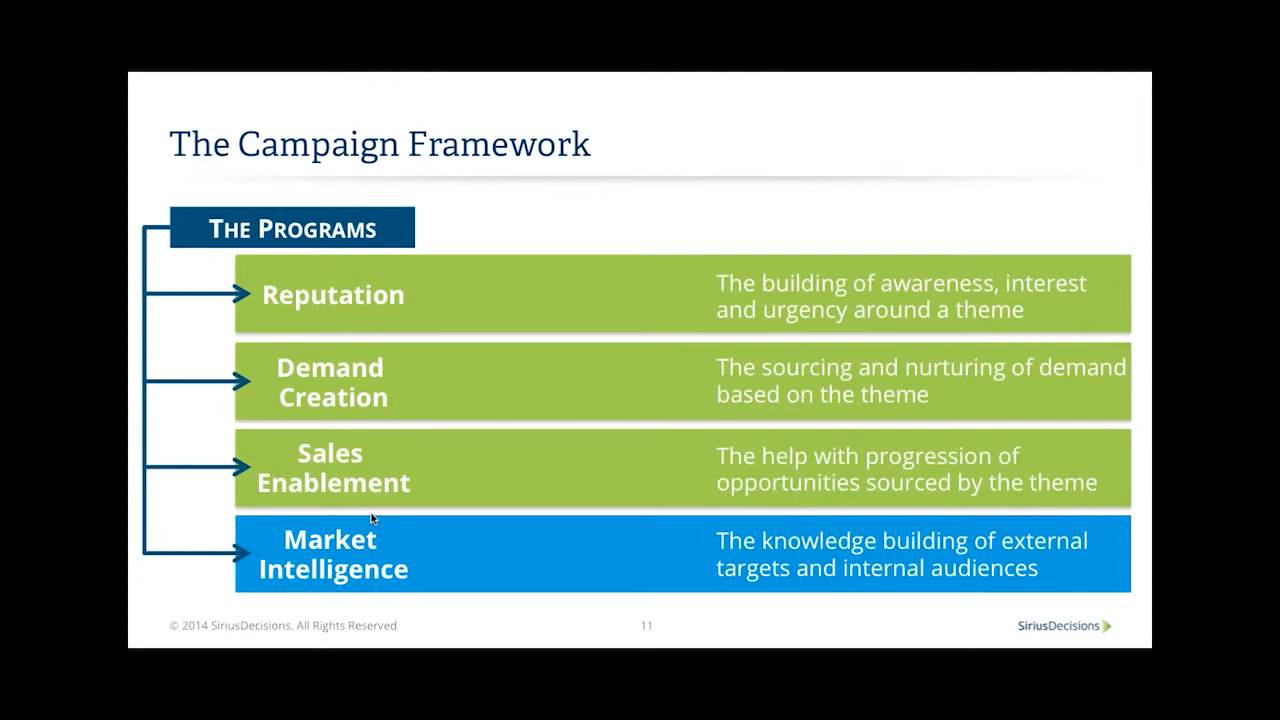 The Campaign Framework
THE PROGRAMS
Reputation
The building of awareness, interest
and urgency around a theme
Demand
Creation
The sourcing and nurturing of demand
based on the theme
Sales
Enablement
The help with progression of
opportunities sourced by the theme
Market
Intelligence
The knowledge building of external
targets and internal audiences
© 2014 SiriusDecisions. All Rights Reserved
11
SiriusDecisions